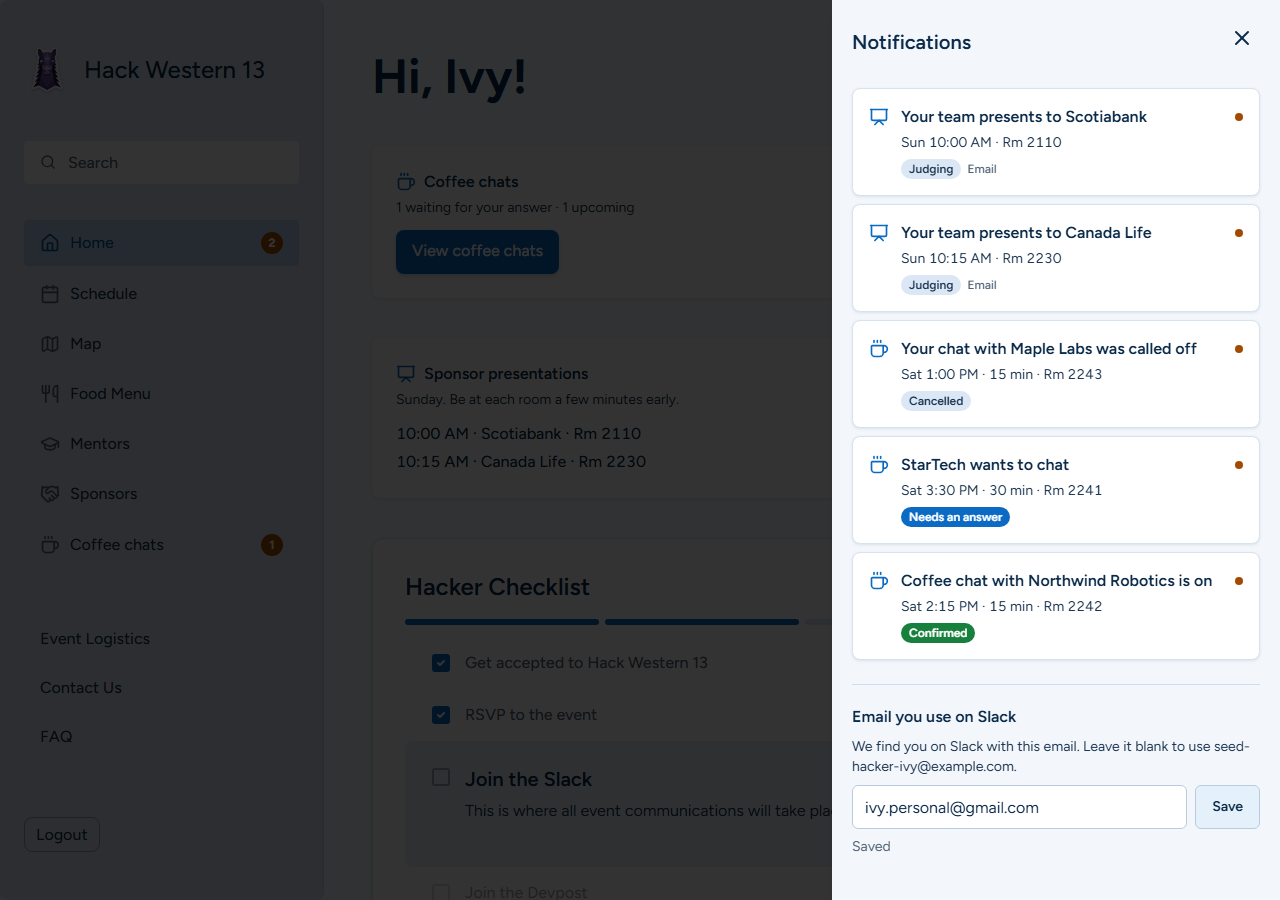 Hack Western 13
Search
Home 2
Schedule
Map
Food Menu
Mentors
Sponsors
Coffee chats 1
Event Logistics
Contact Us
FAQ
Logout
Hi, Ivy!
Coffee chats
1 waiting for your answer · 1 upcoming
View coffee chats
Sponsor presentations
Sunday. Be at each room a few minutes early.
10:00 AM · Scotiabank · Rm 2110
10:15 AM · Canada Life · Rm 2230
Hacker Checklist
Get accepted to Hack Western 13
RSVP to the event
Join the Slack
This is where all event communications will take pla
Join the Devpost
Notifications
Your team presents to Scotiabank
Sun 10:00 AM · Rm 2110
Judging Email
Your team presents to Canada Life
Sun 10:15 AM · Rm 2230
Judging Email
Your chat with Maple Labs was called off
Sat 1:00 PM · 15 min · Rm 2243
Cancelled
StarTech wants to chat
Sat 3:30 PM · 30 min · Rm 2241
Needs an answer
Coffee chat with Northwind Robotics is on
Sat 2:15 PM · 15 min · Rm 2242
Confirmed
Email you use on Slack
We find you on Slack with this email. Leave it blank to use seed-
hacker-ivy@example.com.
ivy.personal@gmail.com
Save
Saved